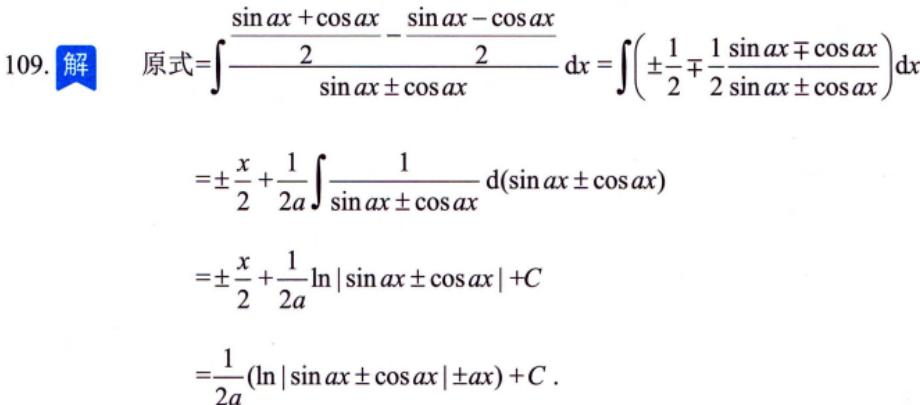 109. 解 原式=∫ ((sin ax + cos ax)/2 − (sin ax − cos ax)/2)/(sin ax ± cos ax) dx = ∫(±1/2 ∓ 1/2 (sin ax ∓ cos ax)/(sin ax ± cos ax))dx
=± x/2 + 1/2a ∫ 1/(sin ax ± cos ax) d(sin ax ± cos ax)
=± x/2 + 1/2a ln | sin ax ± cos ax | +C
= 1/2a (ln | sin ax ± cos ax | ±ax) + C .